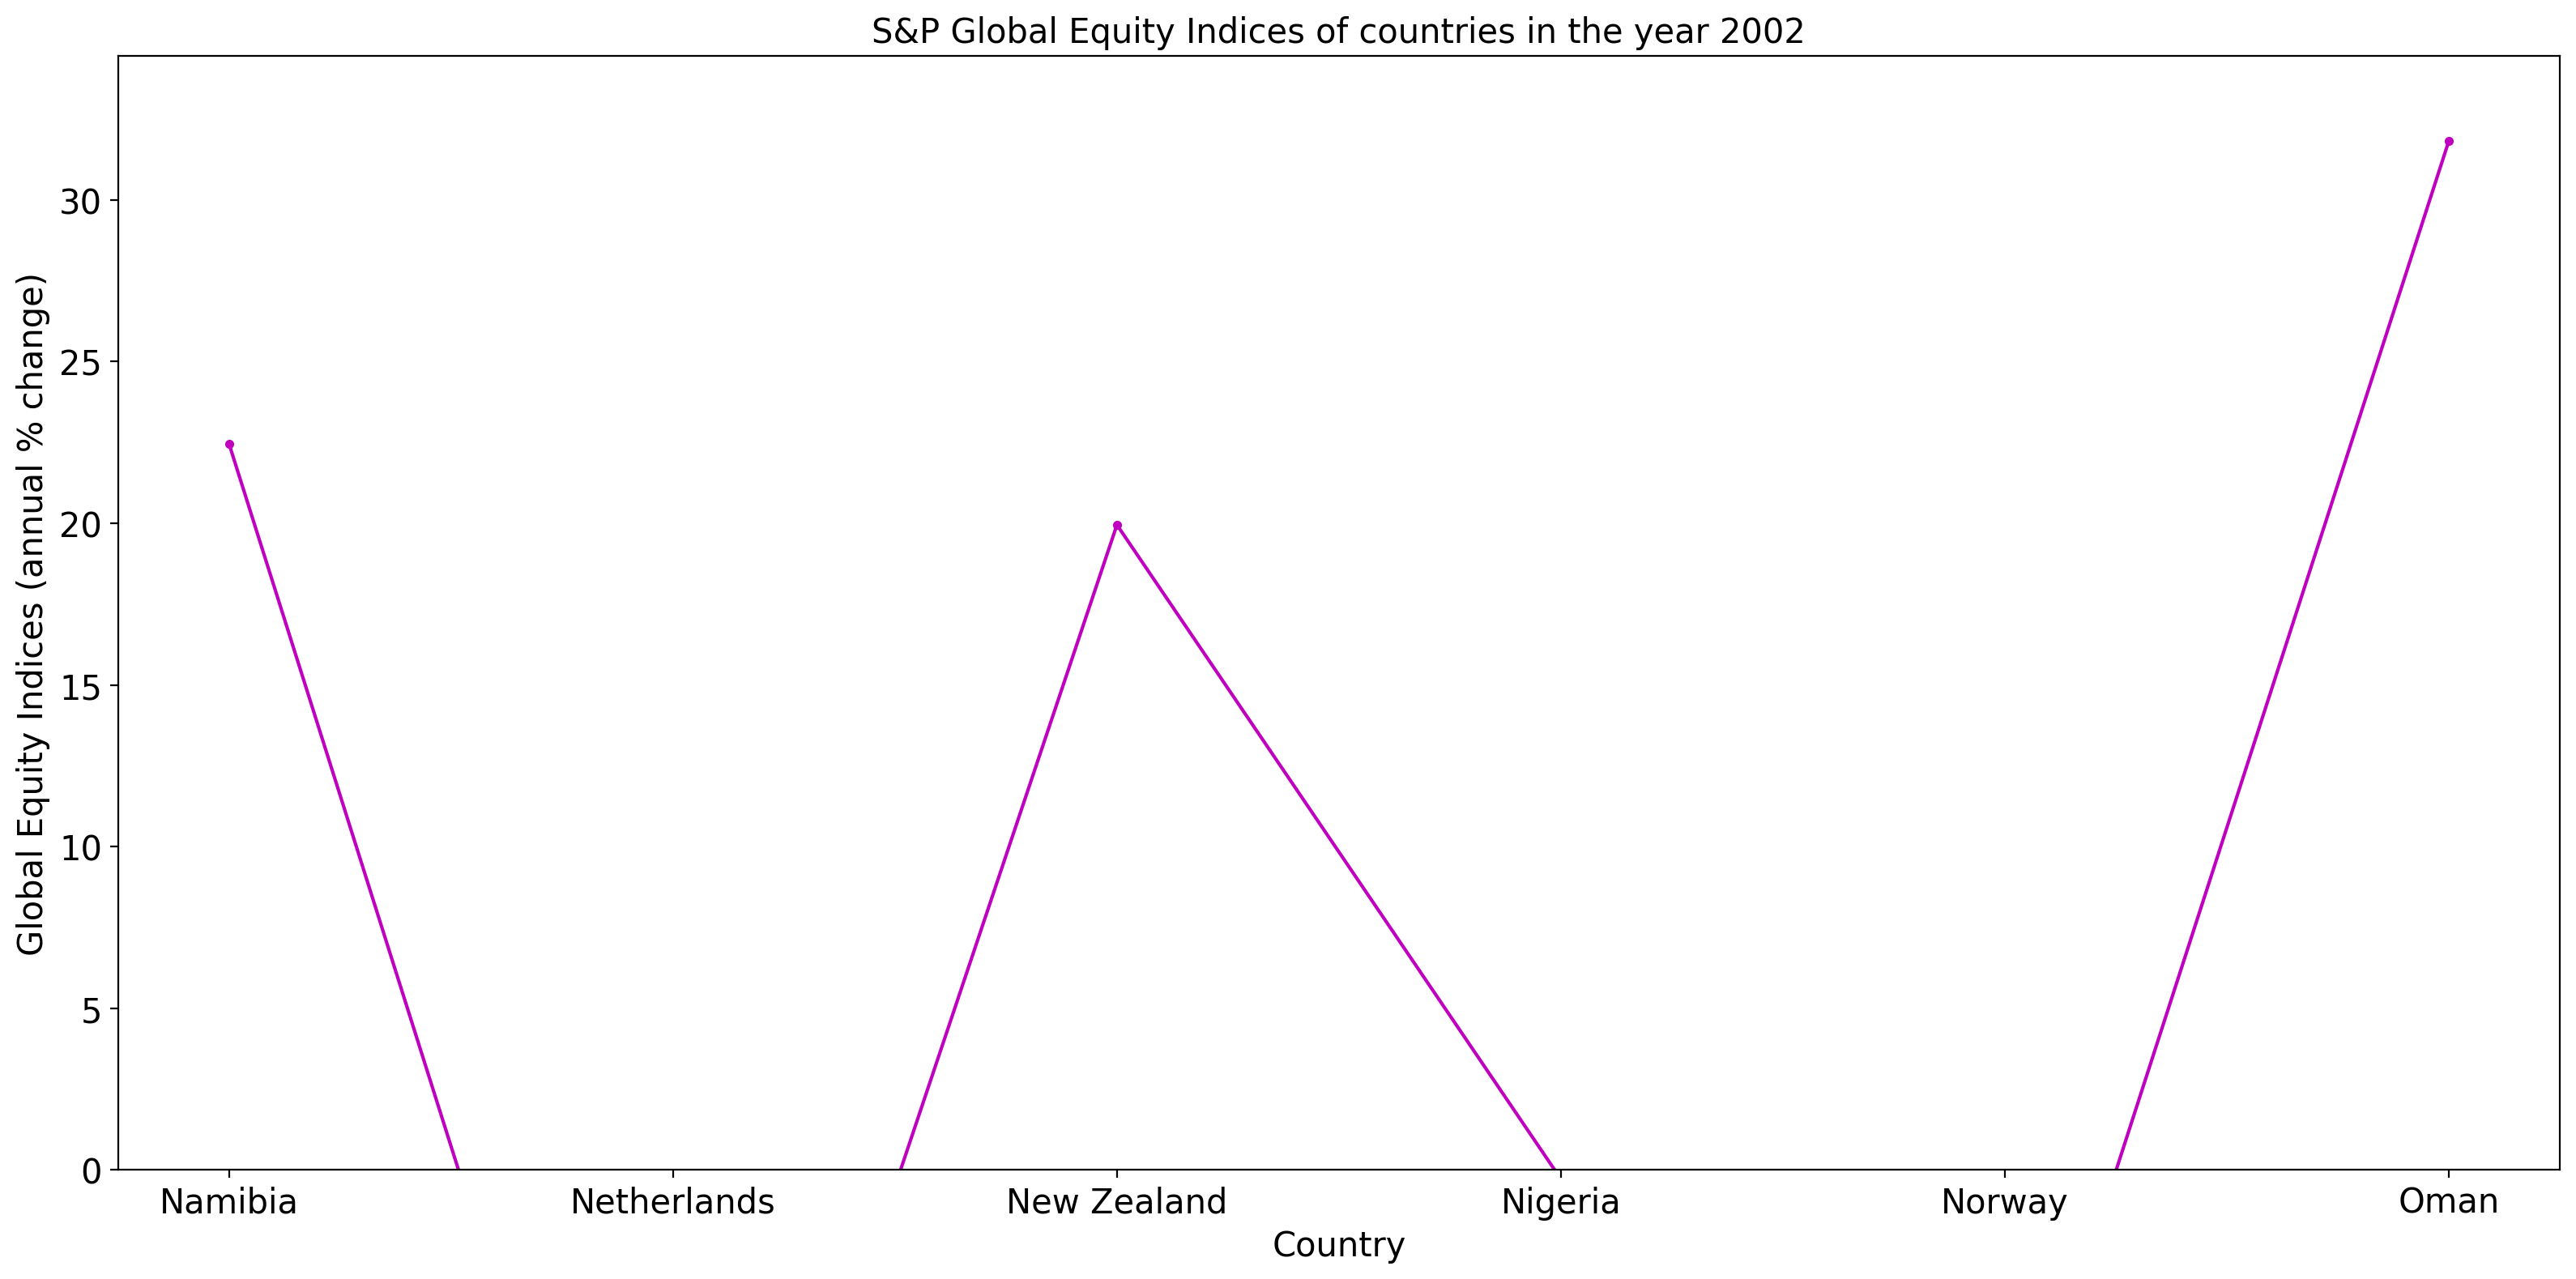 S&P Global Equity Indices of countries in the year 2002
Global Equity Indices (annual % change)
30
25
20
15
10
5
0
Namibia Netherlands New Zealand Nigeria Norway Oman
Country